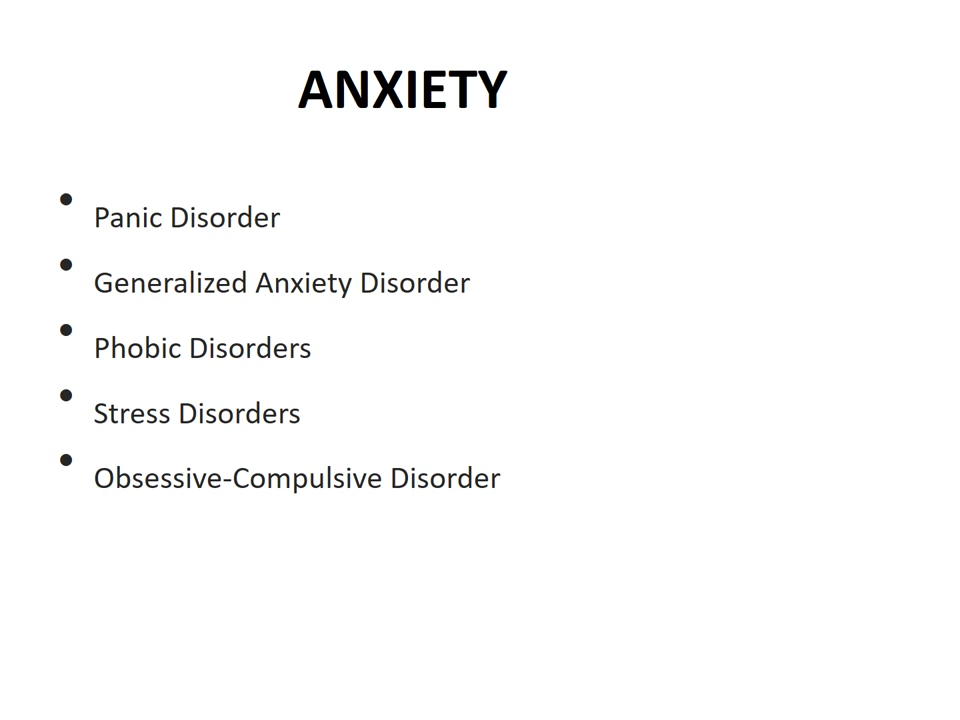 ANXIETY
• Panic Disorder
• Generalized Anxiety Disorder
• Phobic Disorders
• Stress Disorders
• Obsessive-Compulsive Disorder